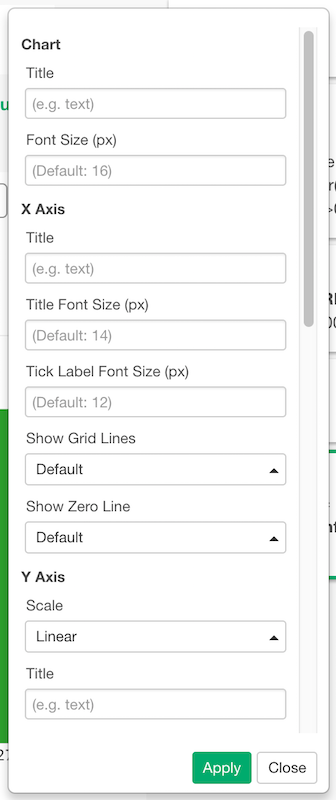 Chart
Title
(e.g. text)
Font Size (px)
(Default: 16)
X Axis
Title
(e.g. text)
Title Font Size (px)
(Default: 14)
Tick Label Font Size (px)
(Default: 12)
Show Grid Lines
Default
Show Zero Line
Default
Y Axis
Scale
Linear
Title
(e.g. text)
Apply
Close